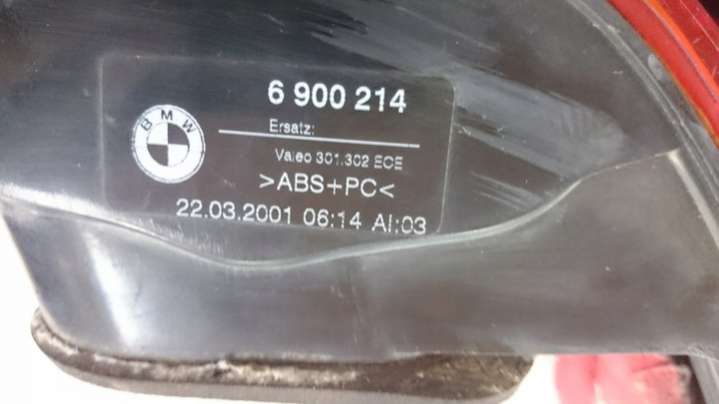 6 900 214
Ersatz:
BMW
Valeo 301.302 ECE
>ABS+PC<
22.03.2001 06:14 AI:03